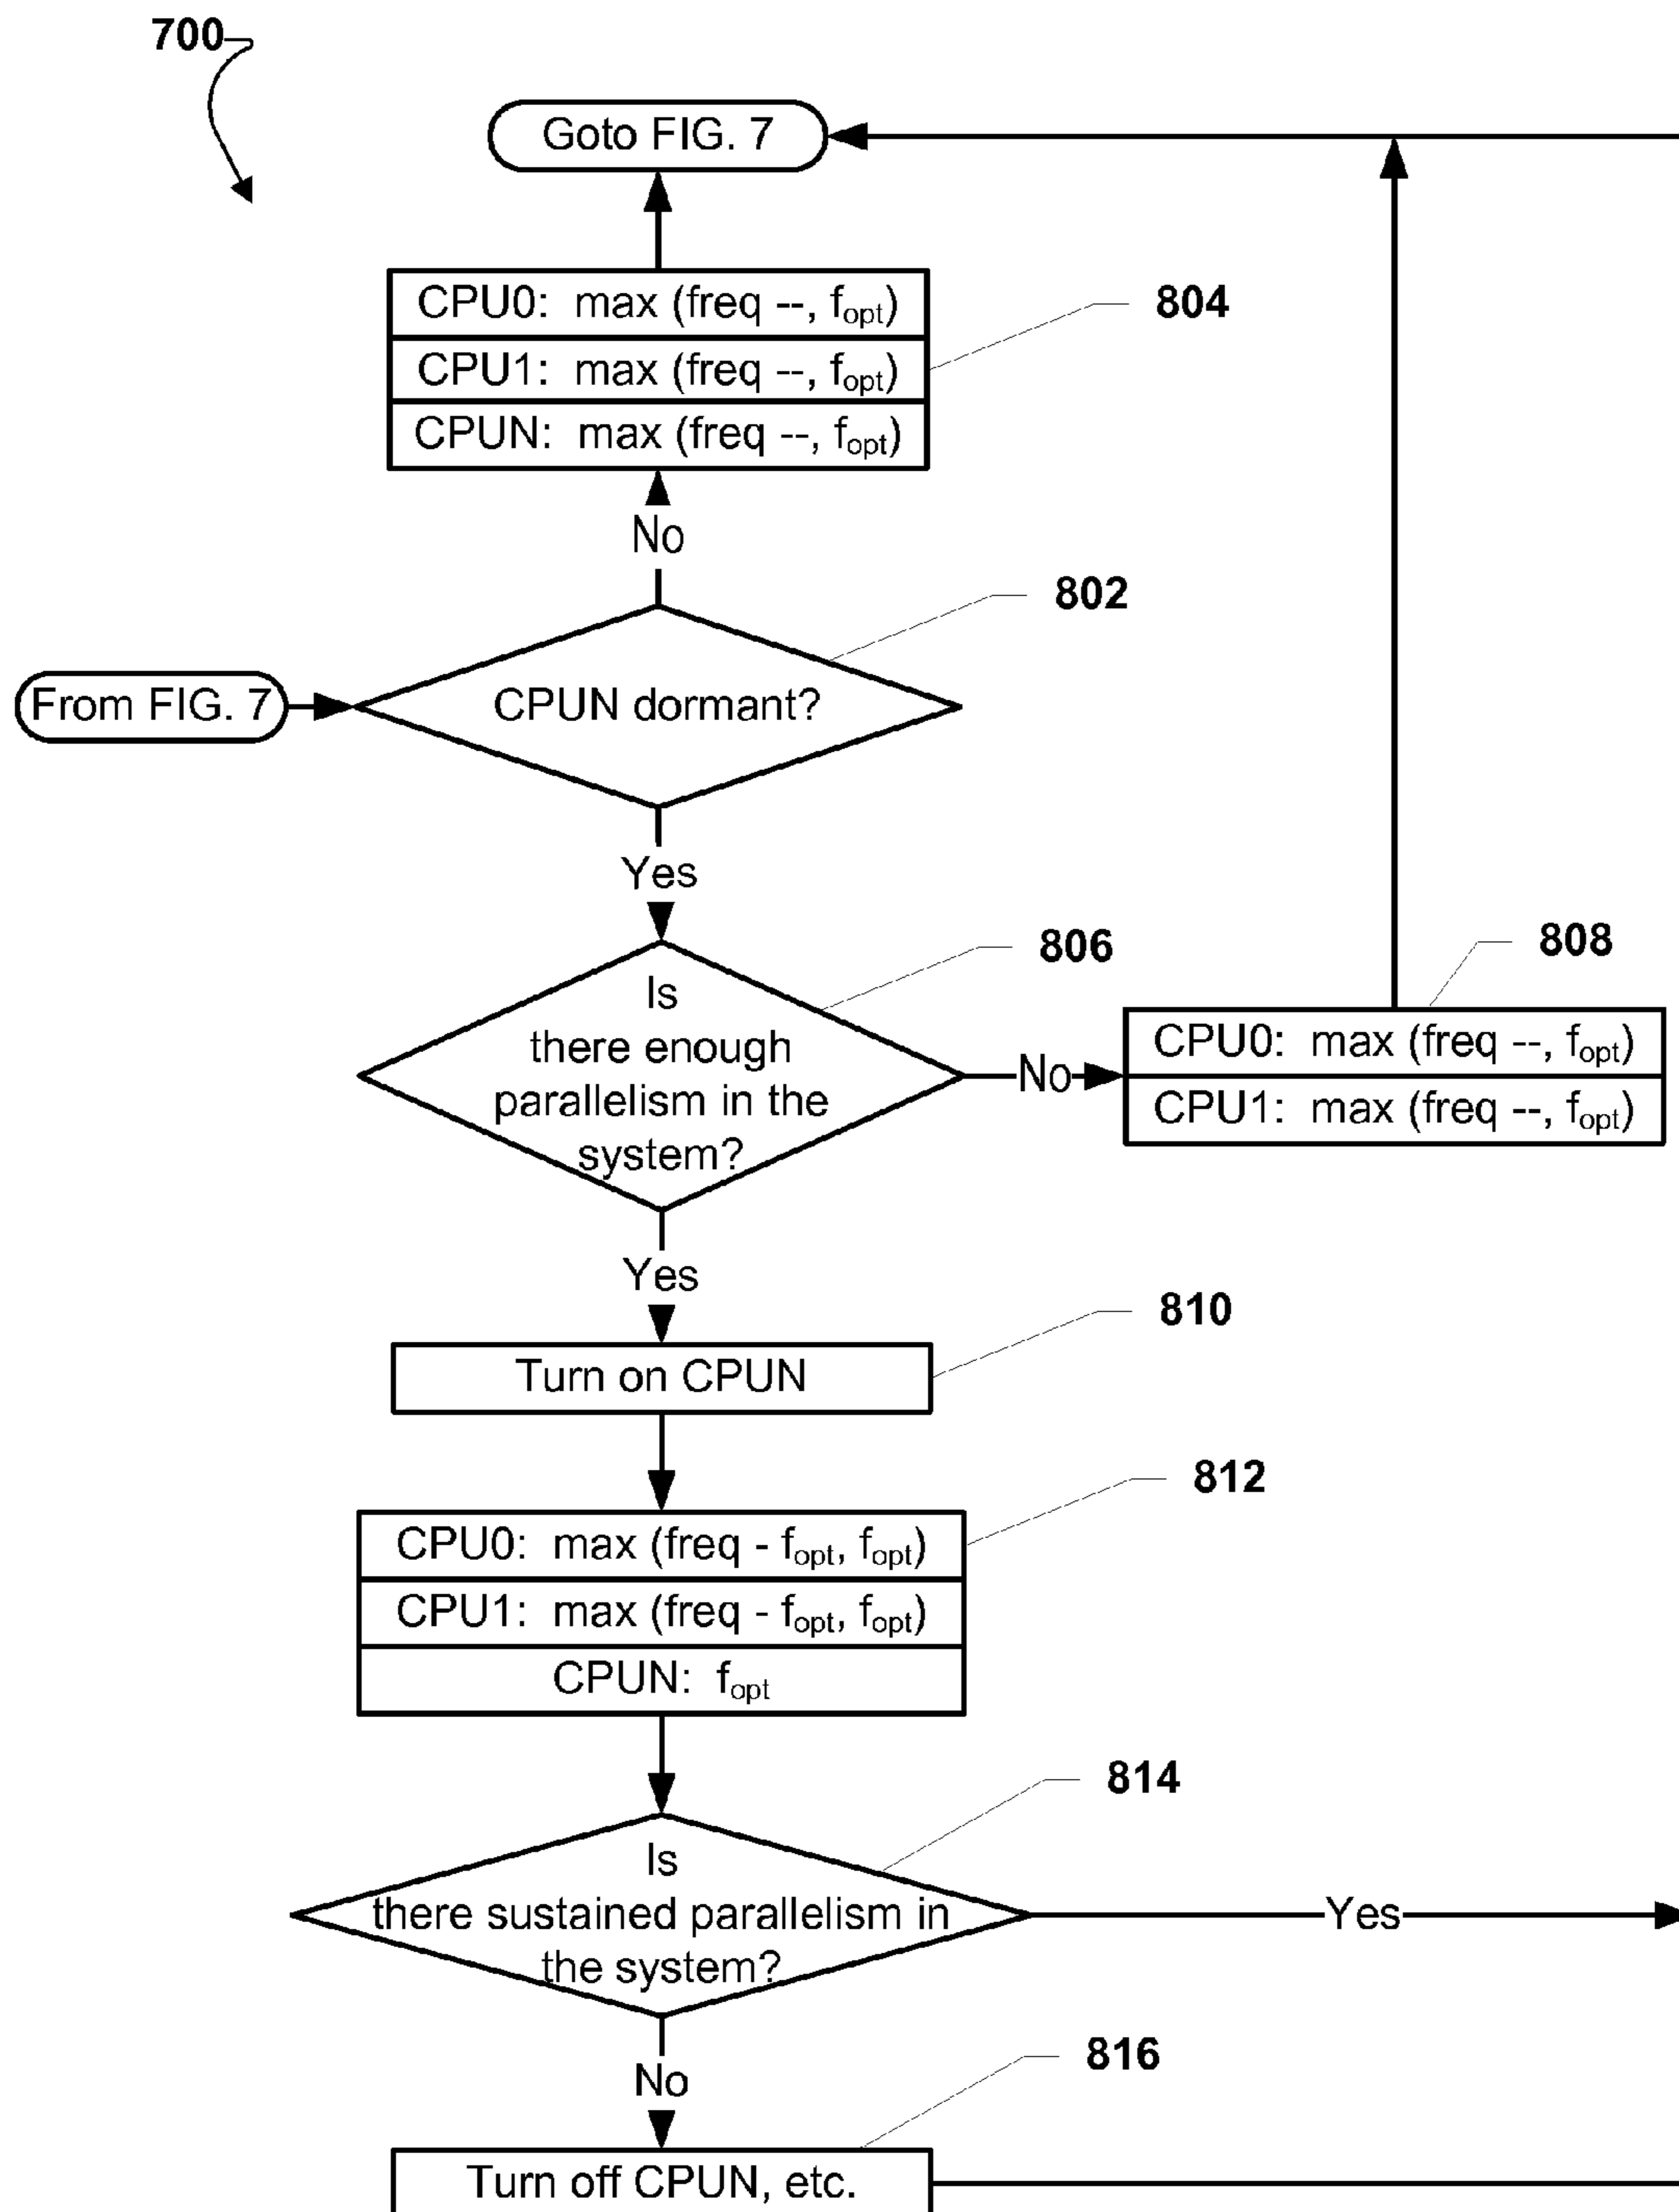 700
Goto FIG. 7
CPU0: max (freq --, fopt)
804
CPU1: max (freq --, fopt)
CPUN: max (freq --, fopt)
No
802
From FIG. 7
CPUN dormant?
Yes
806
808
Is
there enough
parallelism in the
system?
No
CPU0: max (freq --, fopt)
CPU1: max (freq --, fopt)
Yes
810
Turn on CPUN
812
CPU0: max (freq - fopt, fopt)
CPU1: max (freq - fopt, fopt)
CPUN: fopt
814
Is
there sustained parallelism in
the system?
Yes
No
816
Turn off CPUN, etc.